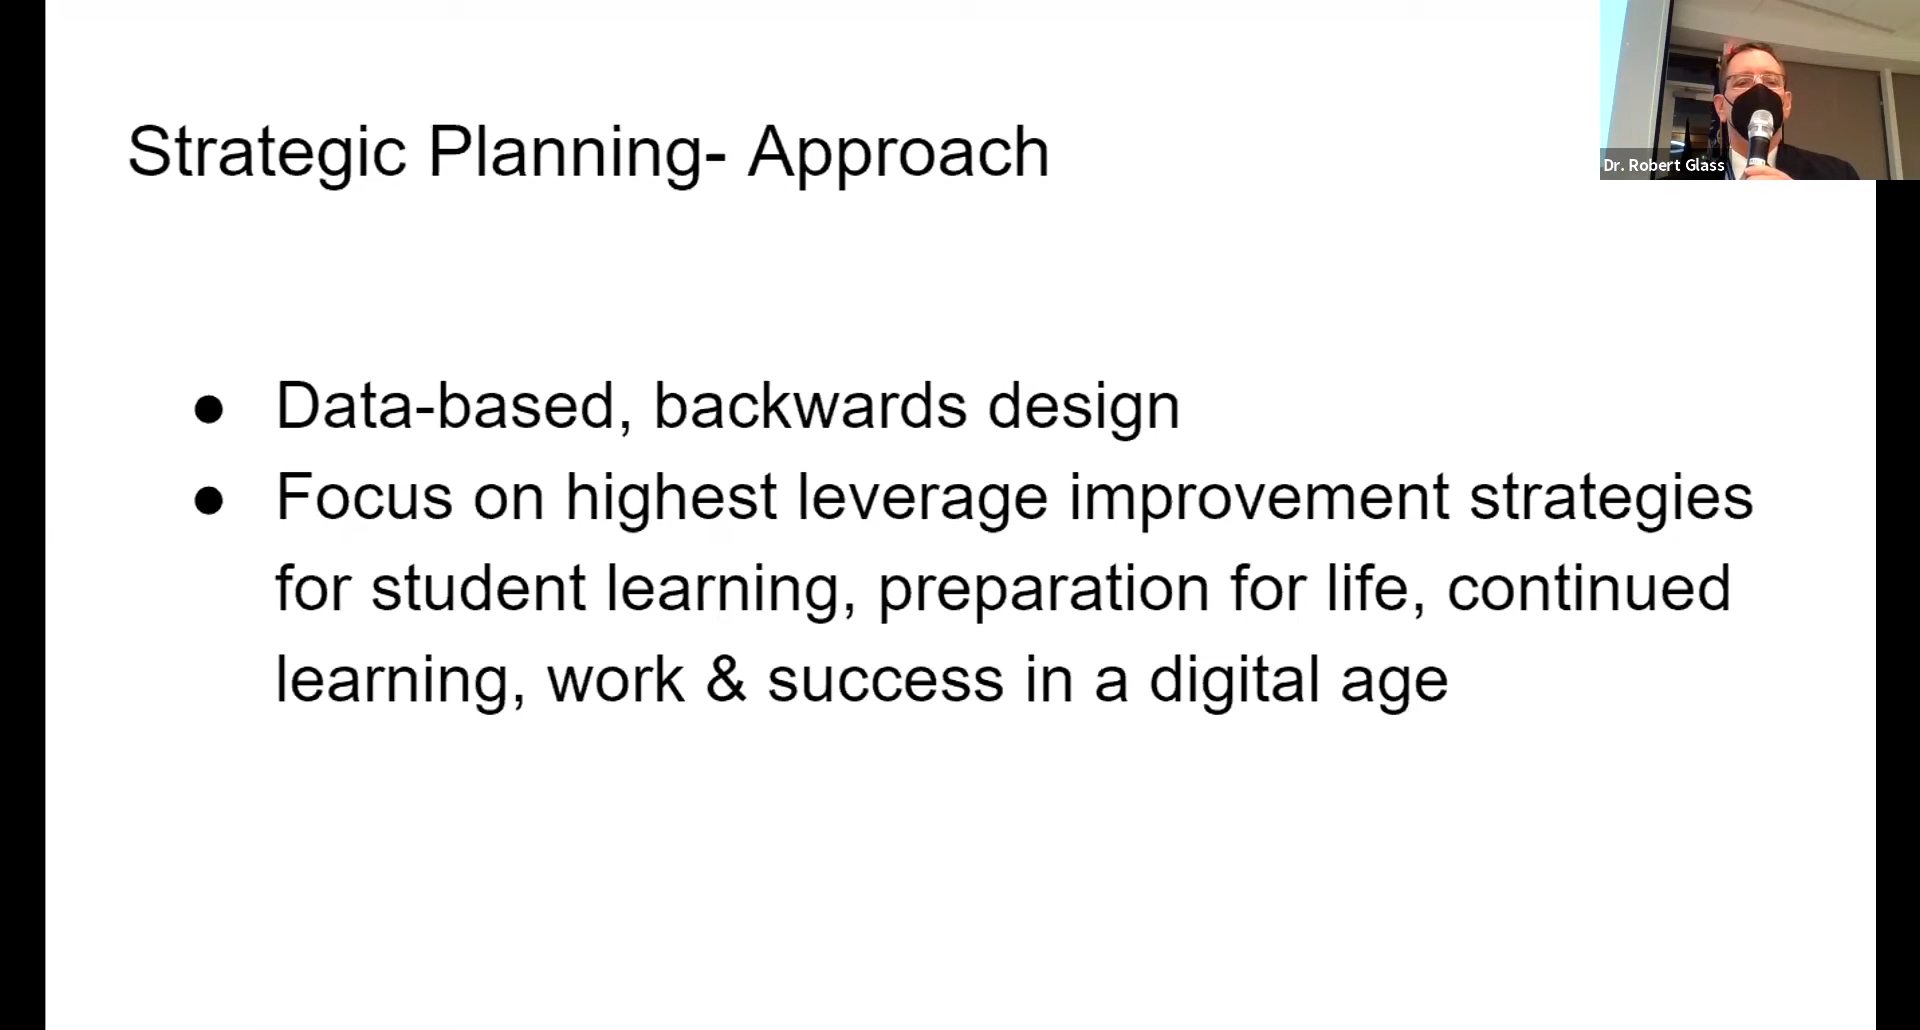 Strategic Planning- Approach
Dr. Robert Glass
● Data-based, backwards design
● Focus on highest leverage improvement strategies
for student learning, preparation for life, continued
learning, work & success in a digital age